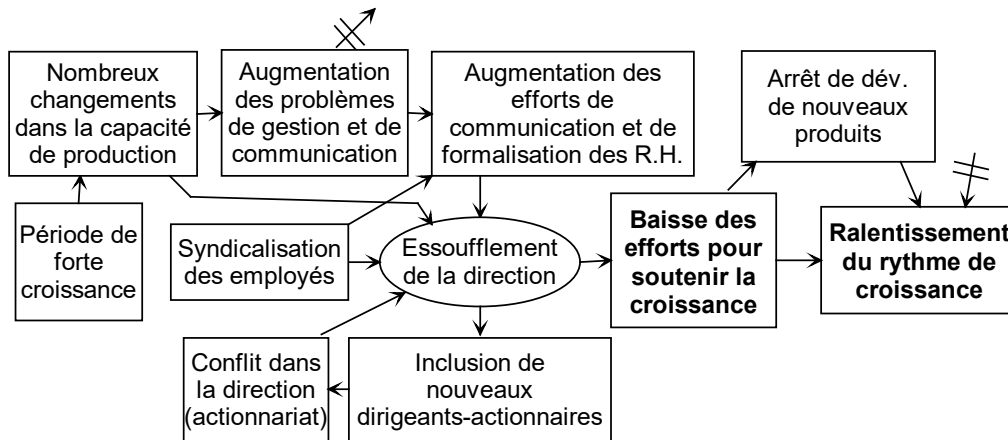 Nombreux
changements
dans la capacité
de production
Augmentation
des problèmes
de gestion et de
communication
Augmentation des
efforts de
communication et de
formalisation des R.H.
Arrêt de dév.
de nouveaux
produits
Période de
forte
croissance
Syndicalisation
des employés
Essoufflement
de la direction
Baisse des
efforts pour
soutenir la
croissance
Ralentissement
du rythme de
croissance
Conflit dans
la direction
(actionnariat)
Inclusion de
nouveaux
dirigeants-actionnaires